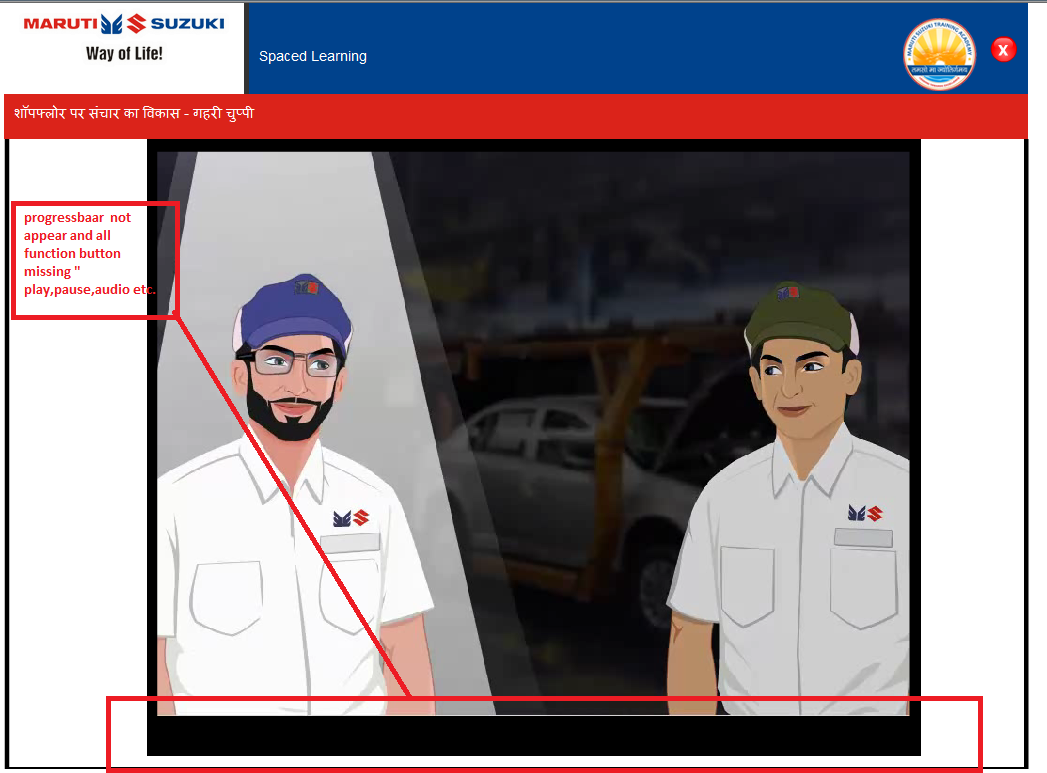 MARUTI SUZUKI
Way of Life!
Spaced Learning
MARUTI SUZUKI TRAINING ACADEMY
तमसो मा ज्योतिर्गमय
X
शॉपफ्लोर पर संचार का विकास - गहरी चुप्पी
progressbaar not
appear and all
function button
missing "
play,pause,audio etc.